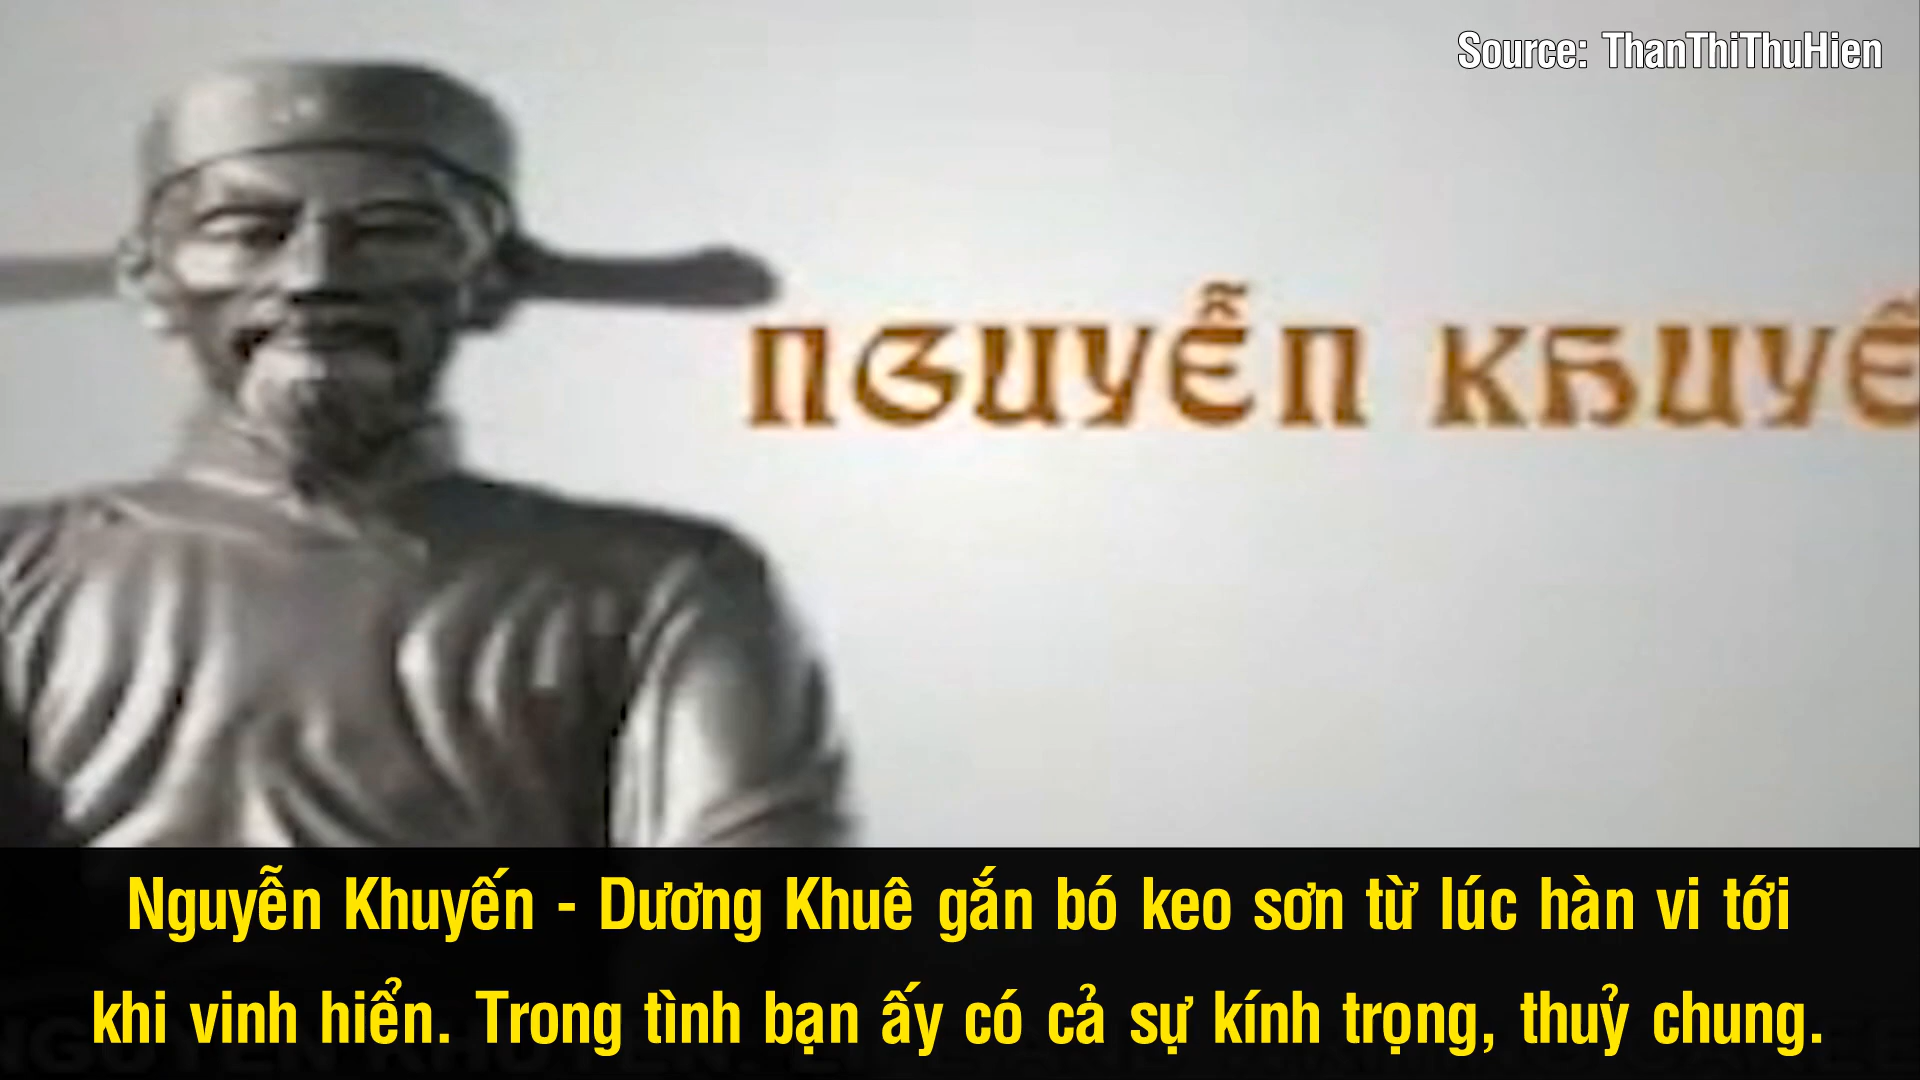 Source: ThanThiThuHien
NGUYỄN KHUYẾ
Nguyễn Khuyến - Dương Khuê gắn bó keo sơn từ lúc hàn vi tới
khi vinh hiển. Trong tình bạn ấy có cả sự kính trọng, thuỷ chung.